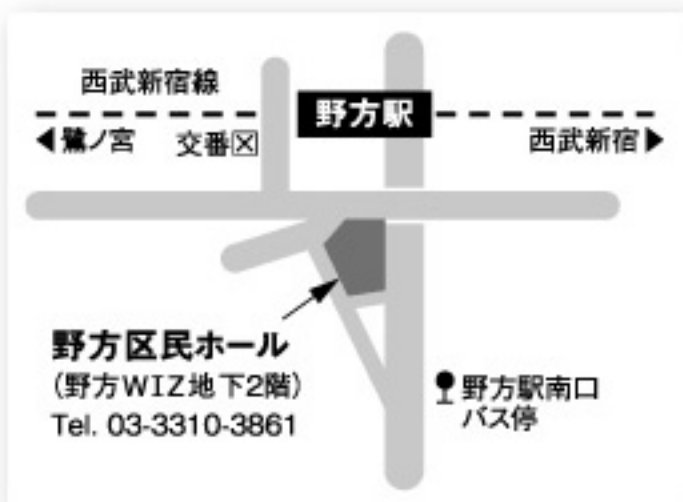 西武新宿線
野方駅
◀鷺ノ宮
交番
西武新宿▶
野方区民ホール
(野方WIZ地下2階)
Tel. 03-3310-3861
野方駅南口
バス停